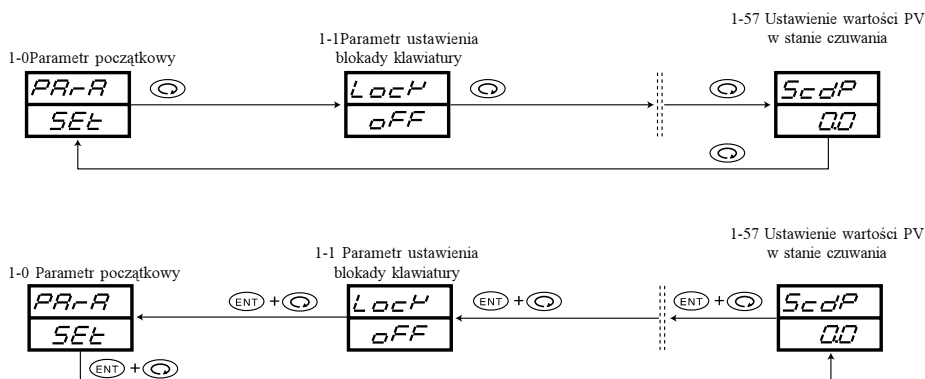 1-57 Ustawienie wartości PV
w stanie czuwania
1-1Parametr ustawienia
blokady klawiatury
1-0Parametr początkowy
PArA
SEt
Lock
oFF
ScdP
0.0
1-57 Ustawienie wartości PV
w stanie czuwania
1-1 Parametr ustawienia
blokady klawiatury
1-0 Parametr początkowy
PArA
SEt
ENT +
Lock
oFF
ENT +
ENT +
ScdP
0.0
ENT +